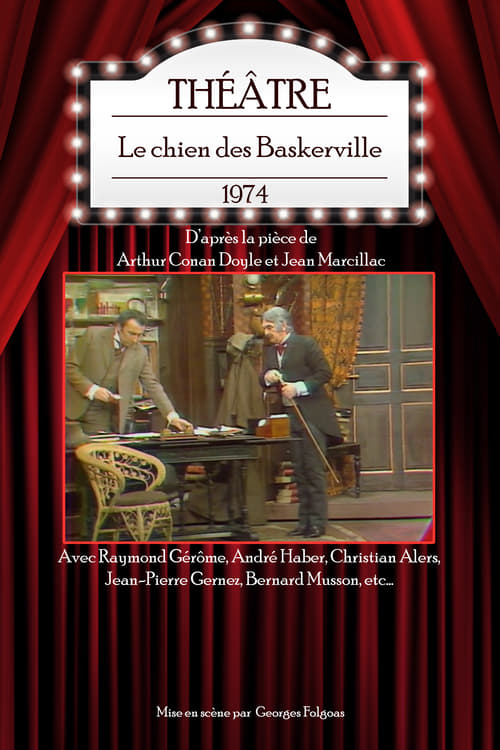 THÉÂTRE
Le chien des Baskerville
1974
D'après la pièce de
Arthur Conan Doyle et Jean Marcillac
Avec Raymond Gérôme, André Haber, Christian Alers,
Jean-Pierre Gernez, Bernard Musson, etc...
Mise en scène par Georges Folgoas